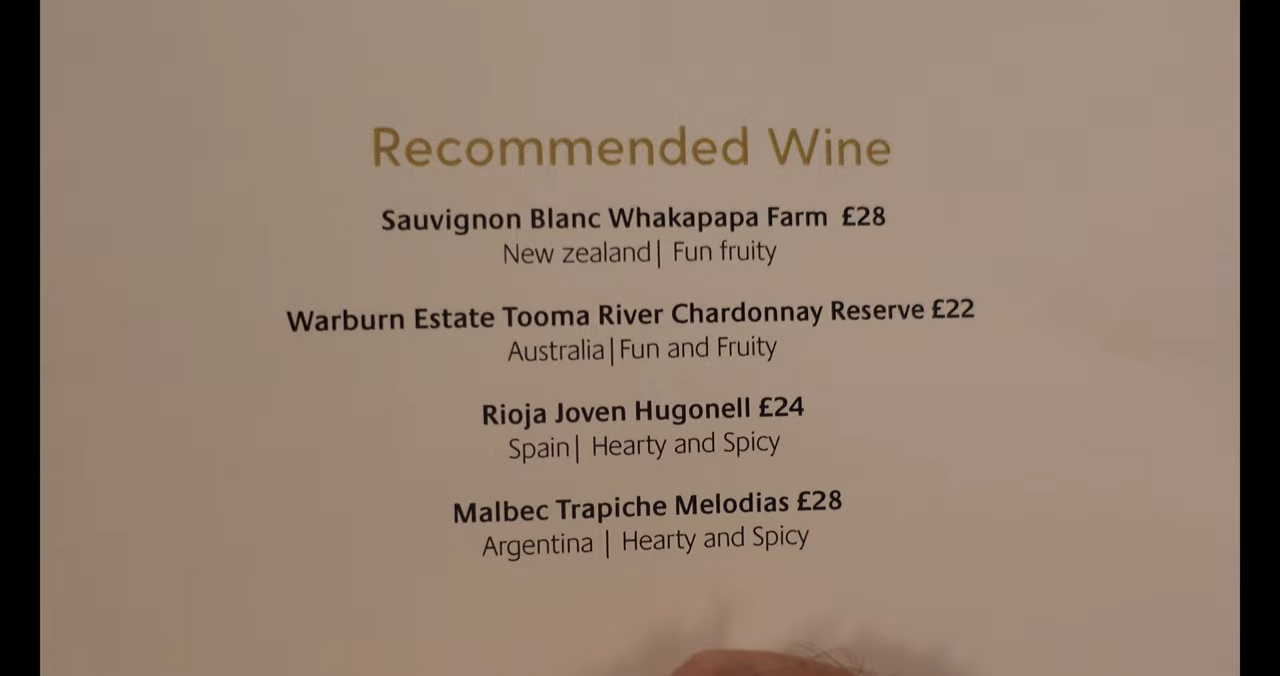 Recommended Wine
Sauvignon Blanc Whakapapa Farm £28
New zealand| Fun fruity
Warburn Estate Tooma River Chardonnay Reserve £22
Australia|Fun and Fruity
Rioja Joven Hugonell £24
Spain| Hearty and Spicy
Malbec Trapiche Melodias £28
Argentina | Hearty and Spicy